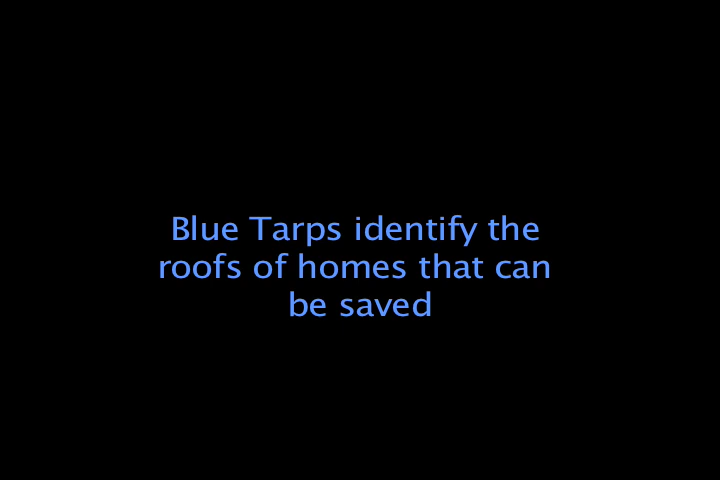 Blue Tarps identify the
roofs of homes that can
be saved